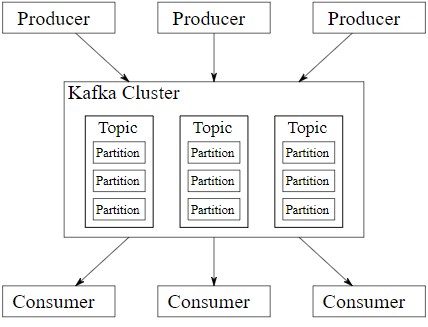 Producer Producer Producer
Kafka Cluster
Topic Topic Topic
Partition Partition Partition
Partition Partition Partition
Partition Partition Partition
Consumer Consumer Consumer